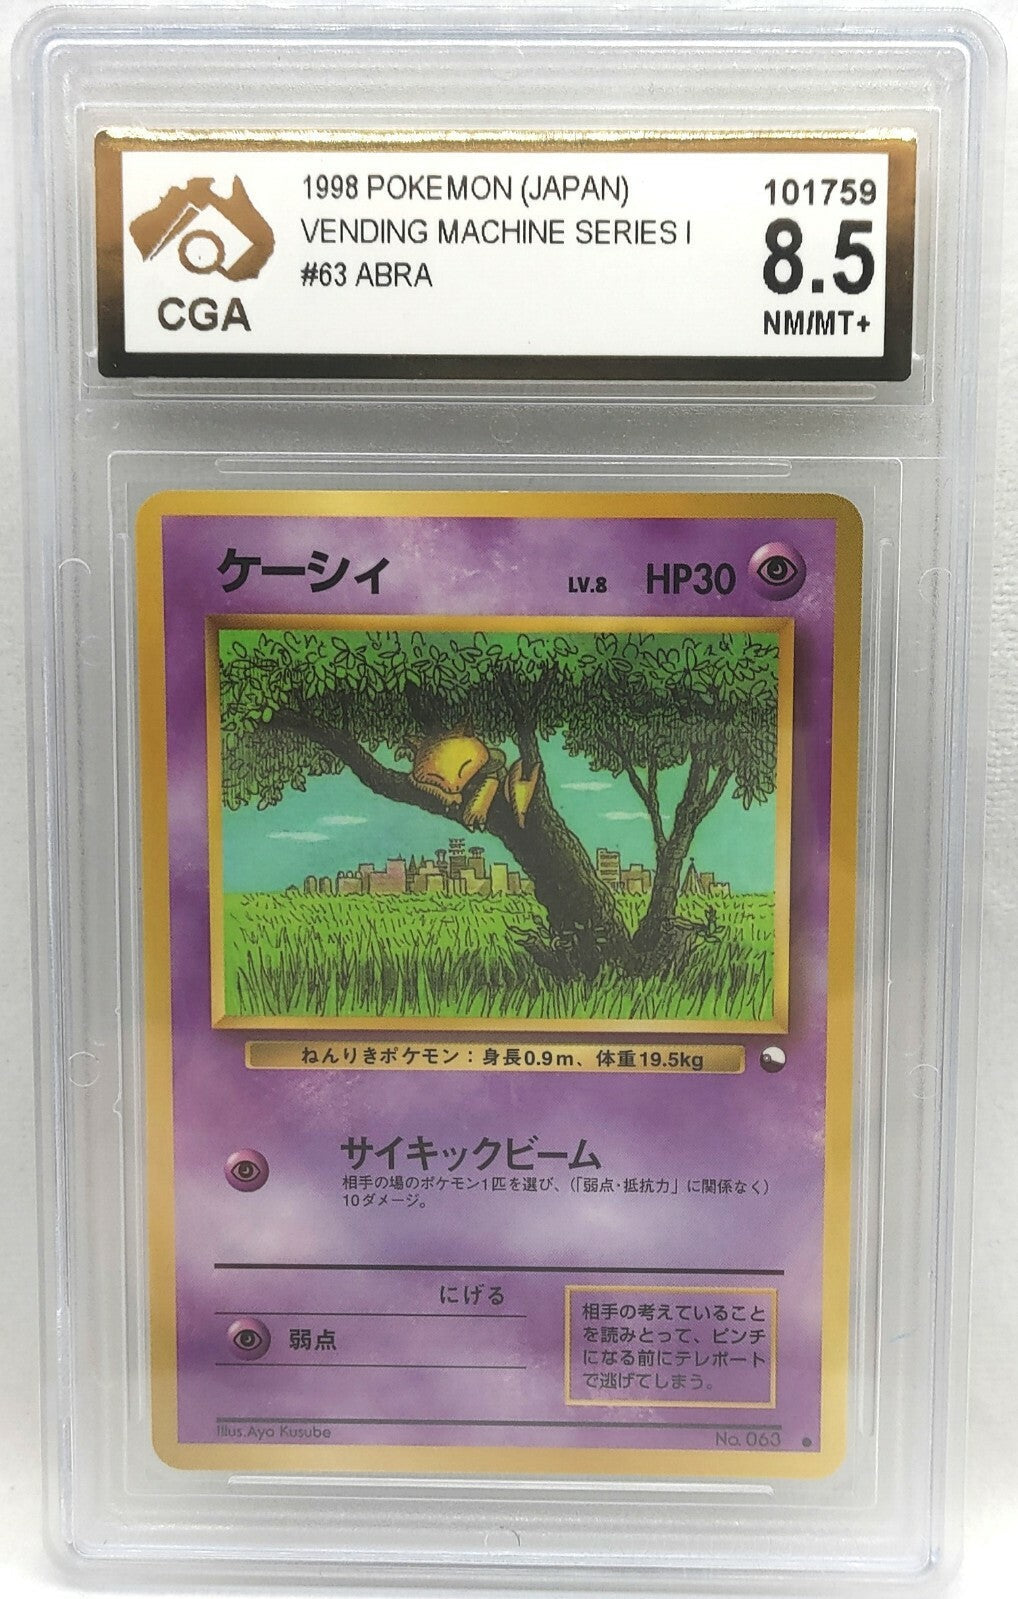 1998 POKEMON (JAPAN)
VENDING MACHINE SERIES I
#63 ABRA
CGA
101759
8.5
NM/MT+
ケーシィ LV.8 HP30
ねんりきポケモン：身長0.9m、体重19.5kg
サイキックビーム
相手の場のポケモン1匹を選び、（「弱点・抵抗力」に関係なく）
10ダメージ。
にげる
弱点
相手の考えていること
を読みとって、ピンチ
になる前にテレポート
で逃げてしまう。
Illus.Aya Kusube
No. 063 ●